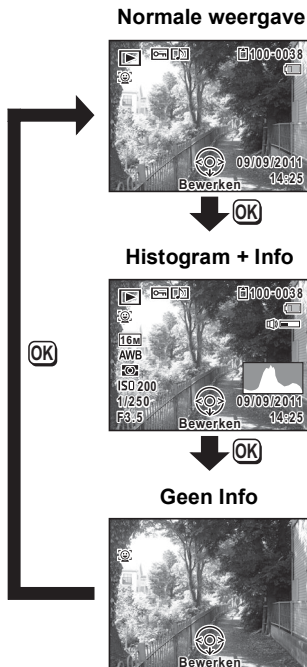 Normale weergave
100-0038
09/09/2011
14:25
Bewerken
OK
Histogram + Info
100-0038
16M
AWB
ISO 200
1/250
F3.5
09/09/2011
14:25
Bewerken
OK
OK
Geen Info
Bewerken